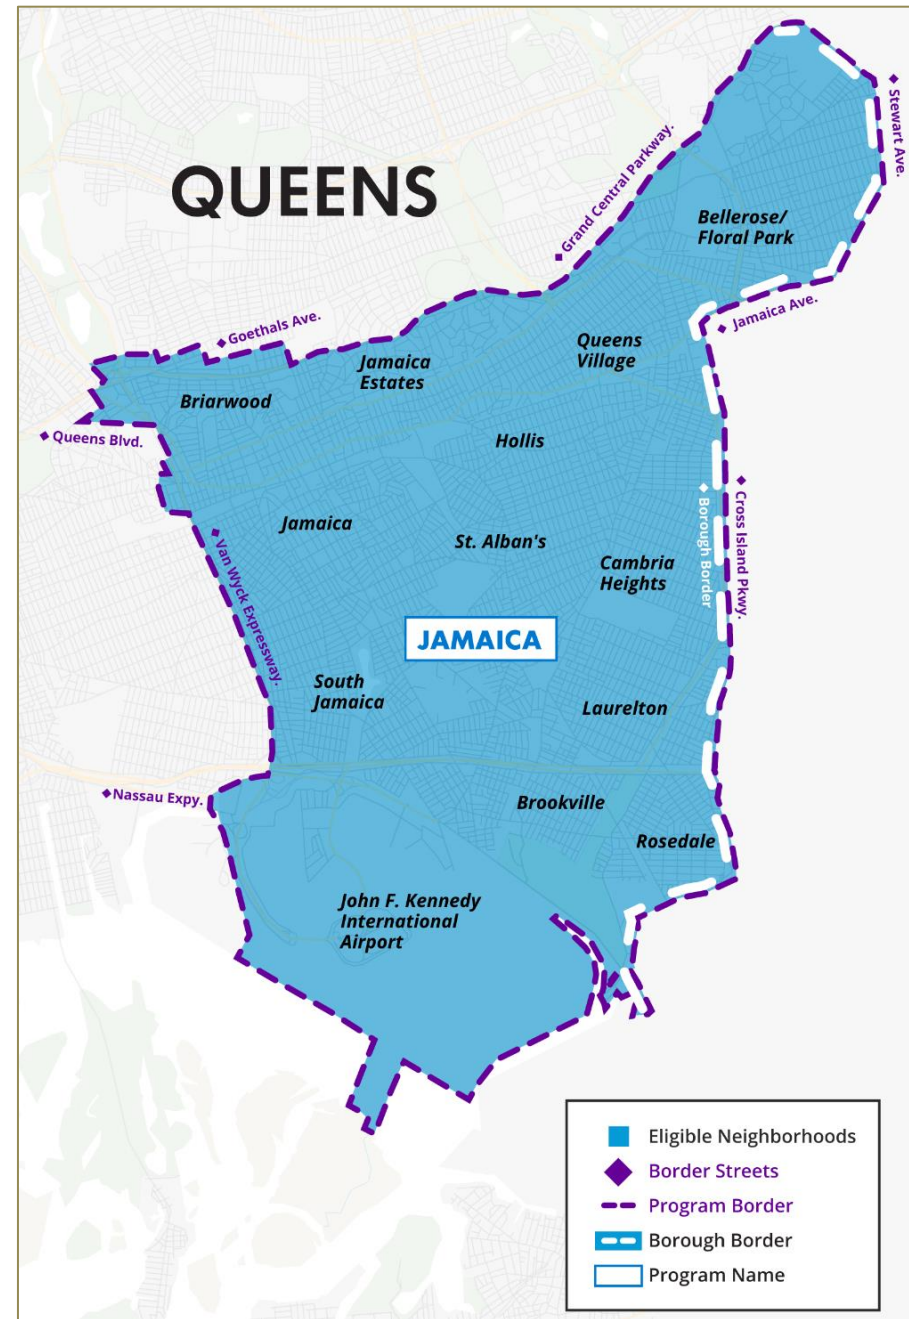 QUEENS
Stewart Ave.
Grand Central Parkway.
Bellerose/
Floral Park
Jamaica Ave.
Goethals Ave.
Queens
Village
Jamaica
Estates
Briarwood
Queens Blvd.
Hollis
Jamaica
St. Alban's
Cross Island Pkwy.
Borough Border
Van Wyck Expressway.
Cambria
Heights
JAMAICA
South
Jamaica
Laurelton
Nassau Expy.
Brookville
Rosedale
John F. Kennedy
International
Airport
Eligible Neighborhoods
Border Streets
Program Border
Borough Border
Program Name